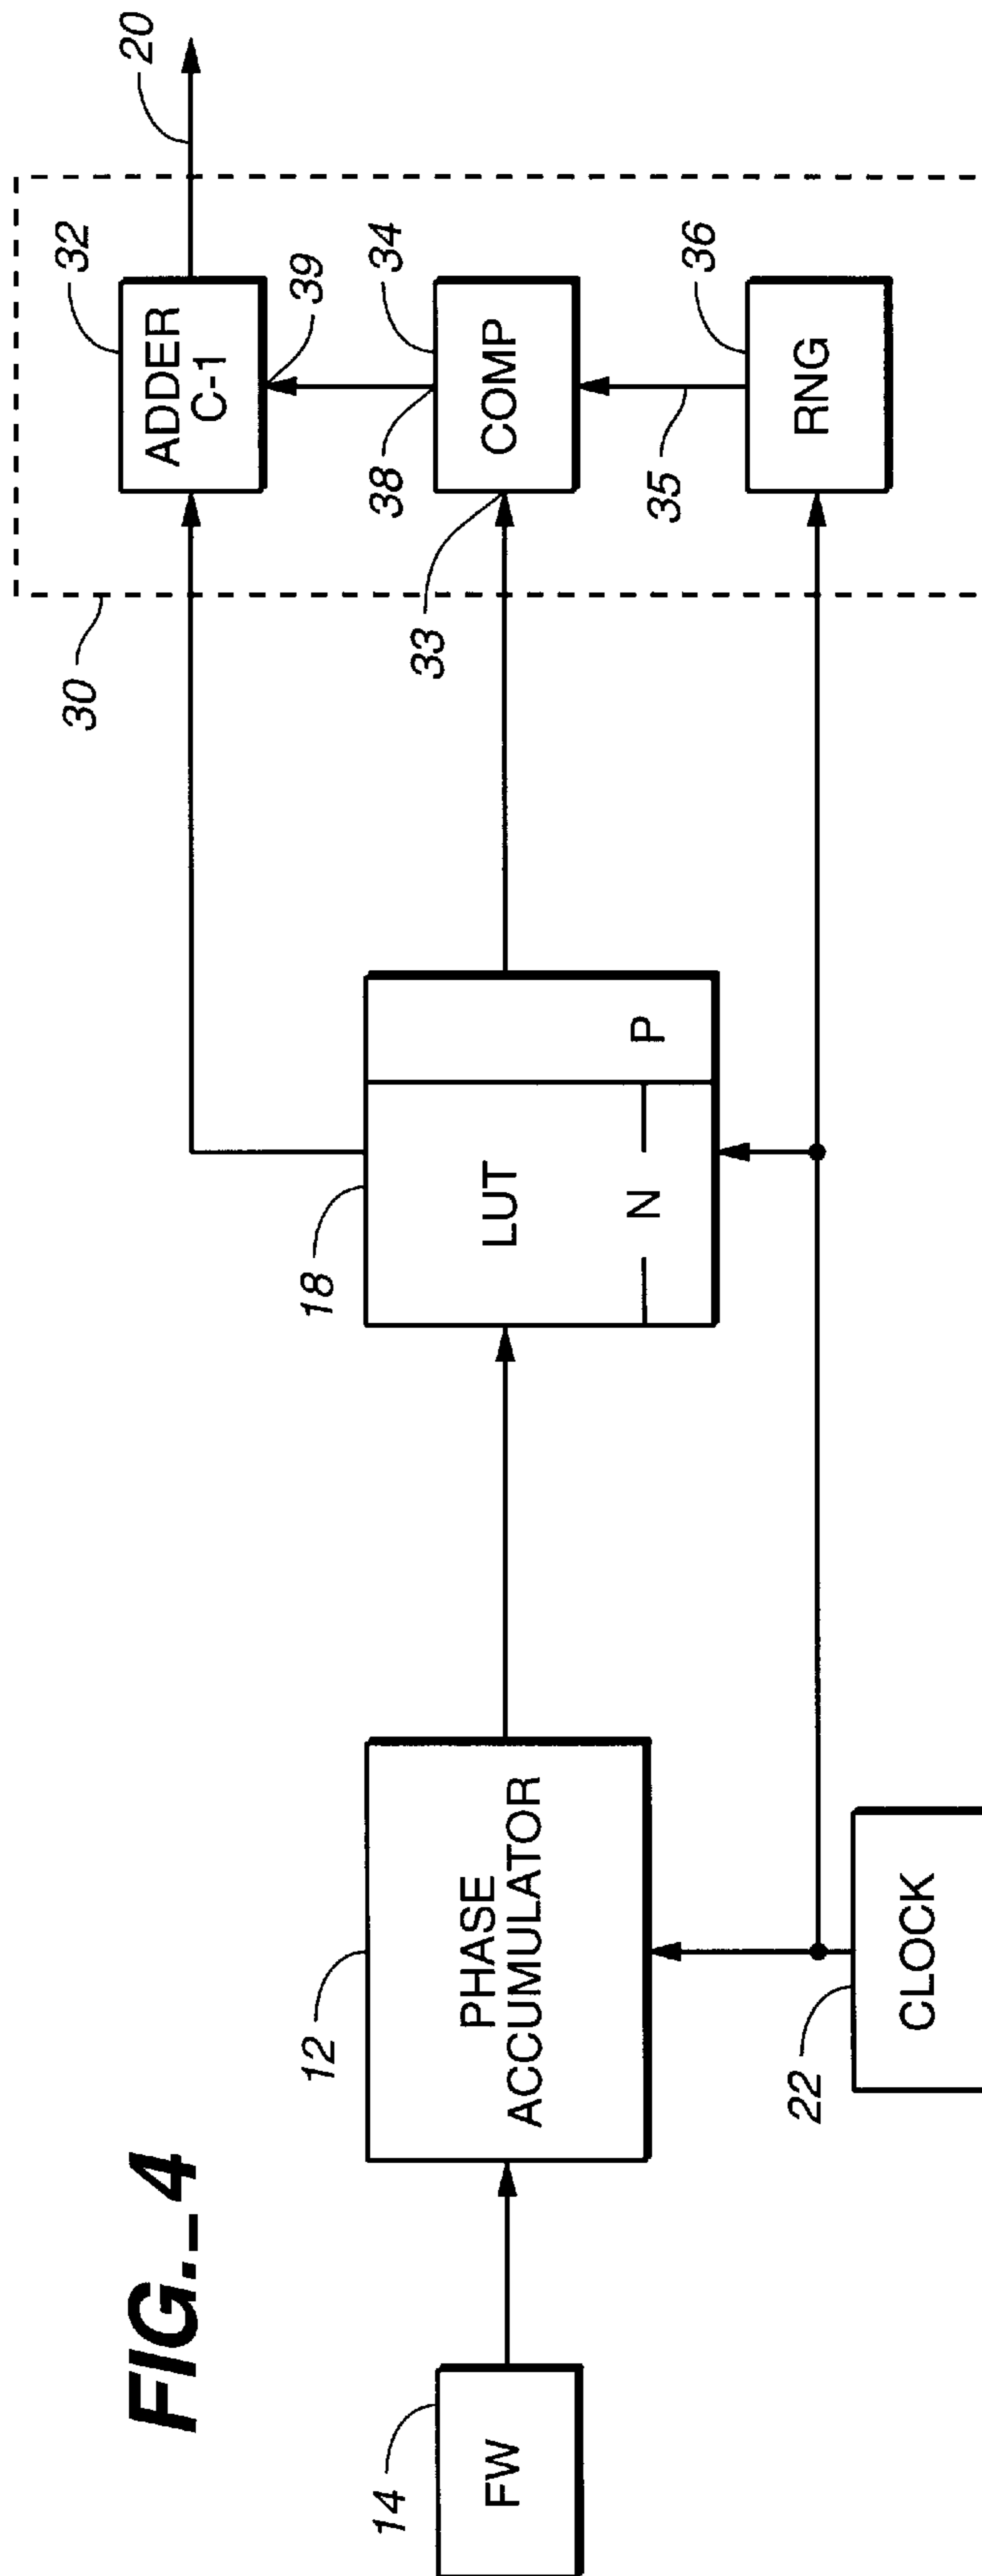 FIG._4
14
FW
12
PHASE
ACCUMULATOR
22
CLOCK
18
LUT
N
P
30
33
32
ADDER
C-1
39
20
38
34
COMP
35
36
RNG